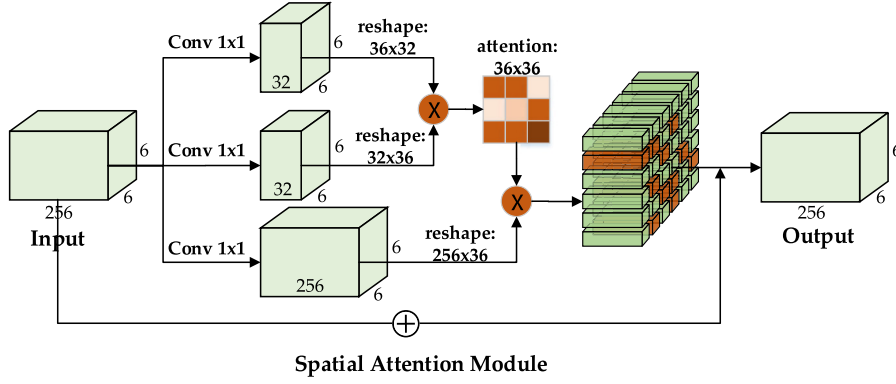 reshape:
36x32
attention:
36x36
Conv 1x1
6
32
6
X
reshape:
32x36
Conv 1x1
6
32
6
6
256
6
Input
X
Conv 1x1
reshape:
256x36
6
256
6
6
256
6
Output
Spatial Attention Module